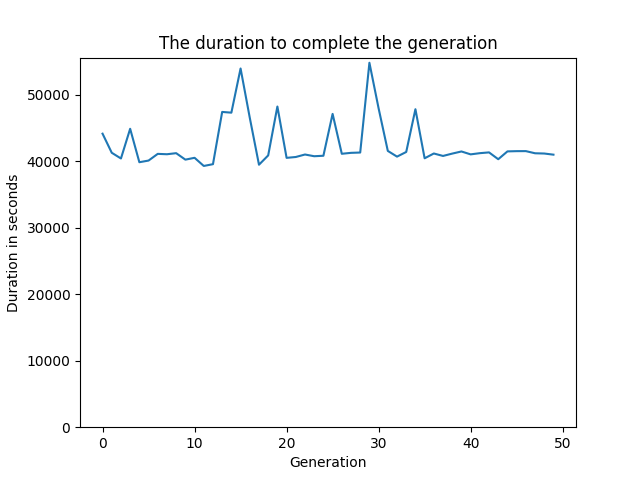 The duration to complete the generation
Duration in seconds
50000
40000
30000
20000
10000
0
0 10 20 30 40 50
Generation